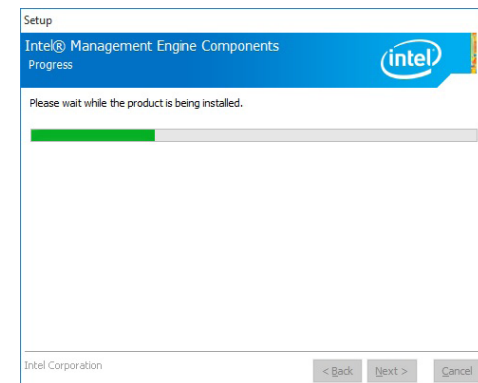 Setup
Intel® Management Engine Components
Progress
intel
Please wait while the product is being installed.
Intel Corporation
< Back Next > Cancel